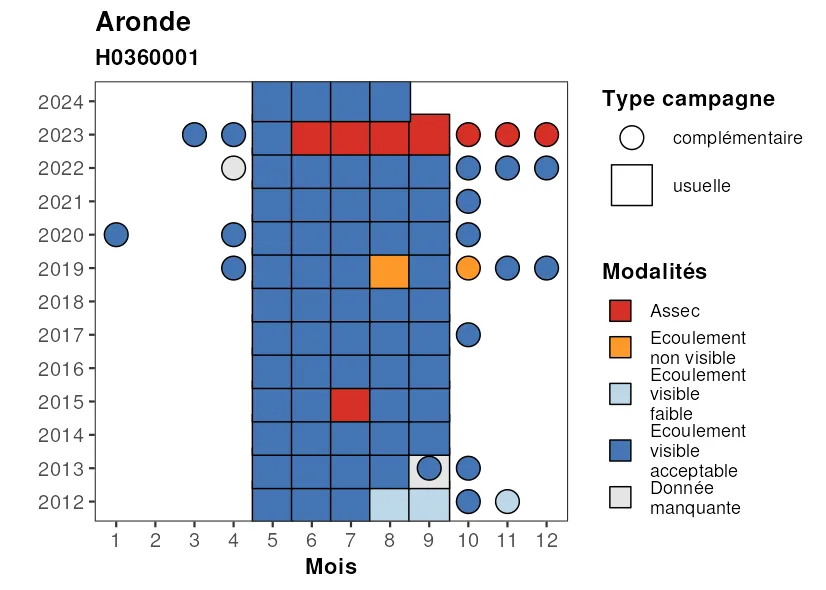 Aronde
H0360001
2024
2023
2022
2021
2020
2019
2018
2017
2016
2015
2014
2013
2012
1 2 3 4 5 6 7 8 9 10 11 12
Mois
Type campagne
complémentaire
usuelle
Modalités
Assec
Ecoulement
non visible
Ecoulement
visible
faible
Ecoulement
visible
acceptable
Donnée
manquante